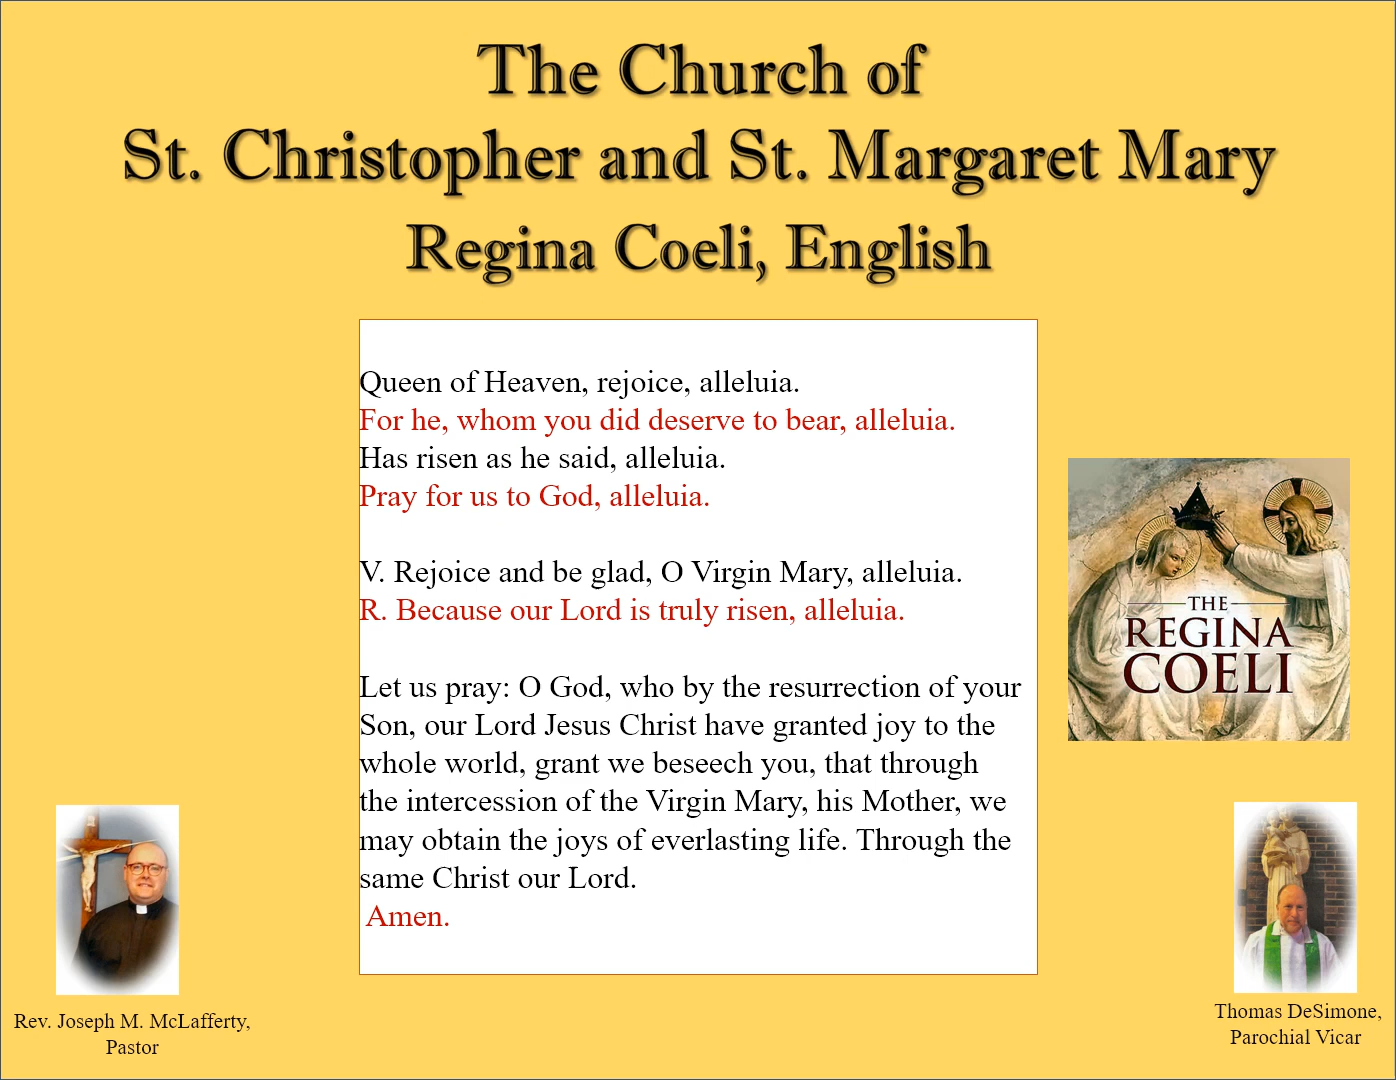 The Church of
St. Christopher and St. Margaret Mary
Regina Coeli, English
Queen of Heaven, rejoice, alleluia.
For he, whom you did deserve to bear, alleluia.
Has risen as he said, alleluia.
Pray for us to God, alleluia.
V. Rejoice and be glad, O Virgin Mary, alleluia.
R. Because our Lord is truly risen, alleluia.
Let us pray: O God, who by the resurrection of your
Son, our Lord Jesus Christ have granted joy to the
whole world, grant we beseech you, that through
the intercession of the Virgin Mary, his Mother, we
may obtain the joys of everlasting life. Through the
same Christ our Lord.
Amen.
THE
REGINA
COELI
Rev. Joseph M. McLafferty,
Pastor
Thomas DeSimone,
Parochial Vicar